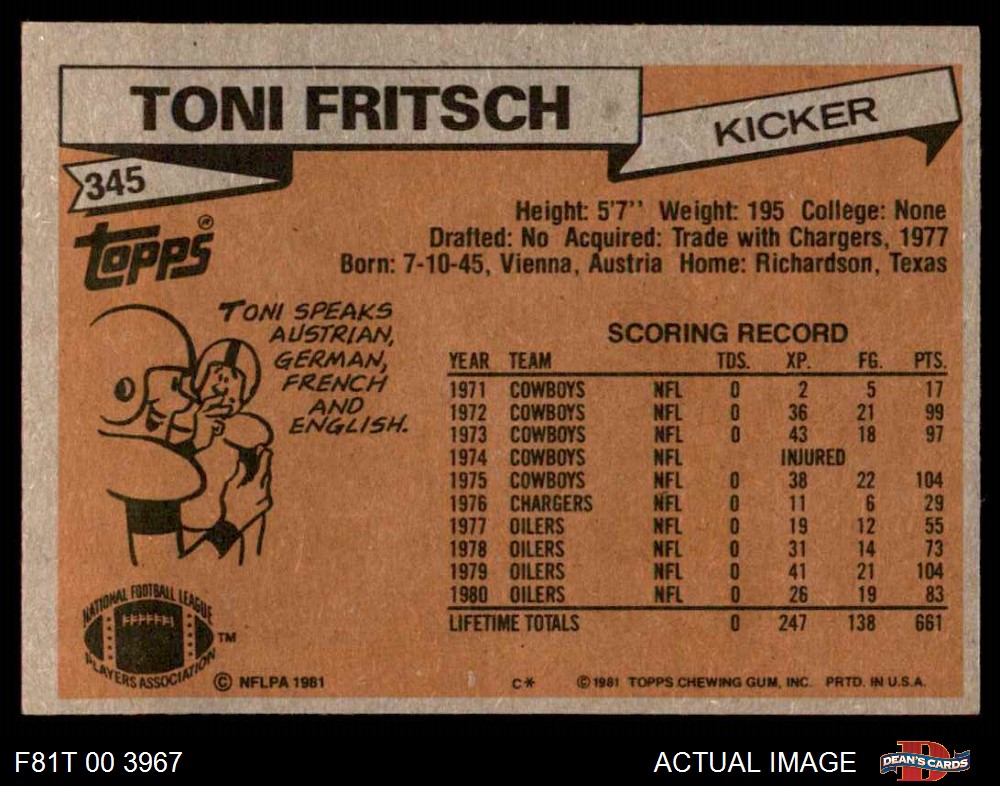 TONI FRITSCH
KICKER
345
topps®
Height: 5'7'' Weight: 195 College: None
Drafted: No Acquired: Trade with Chargers, 1977
Born: 7-10-45, Vienna, Austria Home: Richardson, Texas
TONI SPEAKS
AUSTRIAN,
GERMAN,
FRENCH
AND
ENGLISH.
SCORING RECORD
YEAR TEAM TDS. XP. FG. PTS.
1971 COWBOYS NFL 0 2 5 17
1972 COWBOYS NFL 0 36 21 99
1973 COWBOYS NFL 0 43 18 97
1974 COWBOYS NFL INJURED
1975 COWBOYS NFL 0 38 22 104
1976 CHARGERS NFL 0 11 6 29
1977 OILERS NFL 0 19 12 55
1978 OILERS NFL 0 31 14 73
1979 OILERS NFL 0 41 21 104
1980 OILERS NFL 0 26 19 83
LIFETIME TOTALS 0 247 138 661
NATIONAL FOOTBALL LEAGUE
PLAYERS ASSOCIATION
TM
© NFLPA 1981
C*
© 1981 TOPPS CHEWING GUM, INC. PRTD. IN U.S.A.
F81T 00 3967
ACTUAL IMAGE
D
DEAN'S CARDS